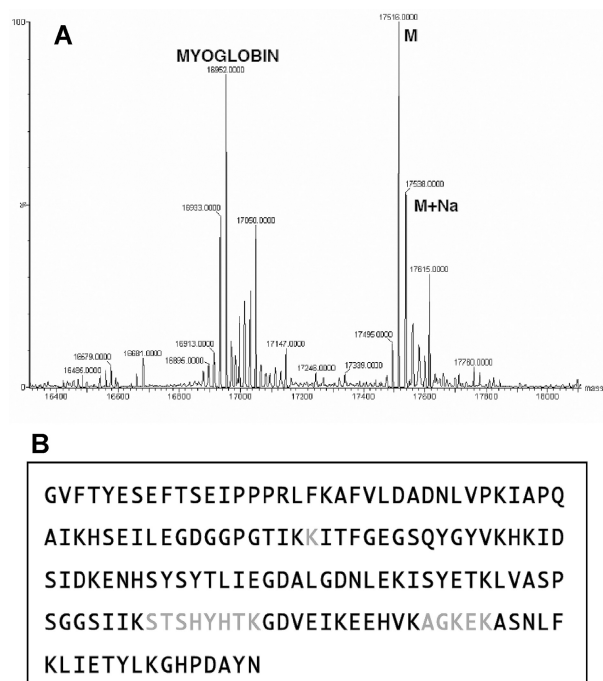 A
100
MYOGLOBIN
16952.0000
17516.0000
M
17538.0000
M+Na
16933.0000
17050.0000
17615.0000
17495.0000
17147.0000
16913.0000
16895.0000
16681.0000
16579.0000
16486.0000
17246.0000
17339.0000
17760.0000
0
16400 16600 16800 17000 17200 17400 17600 17800 18000
mass
B
GVFTYESEFTSEIPPPRLFKAFVLDADNLVPKIAPQ
AIKHSEILEGDGGPGTIKKITFGEGSQYGYVKHKID
SIDKENHSYSYTLIEGDALGDNLEKISYETKLVASP
SGGSIIKSTSHYHTKGDVEIKEEHVKAGKEKASNLF
KLIETYLKGHPDAYN